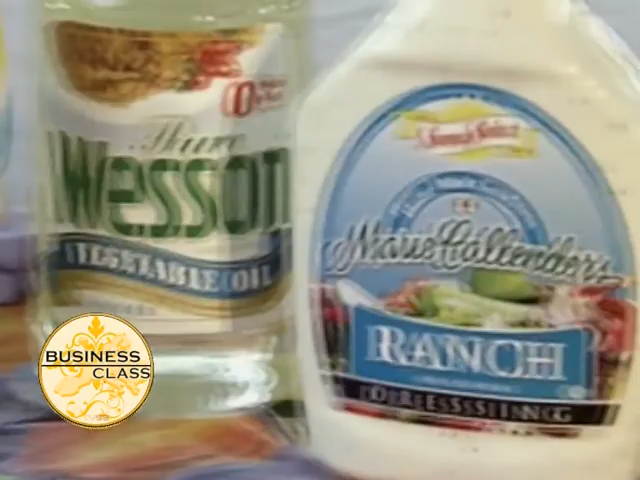 Pure
Wesson
VEGETABLE OIL
Marie Callender's
RANCH
DRESSING
BUSINESS
CLASS